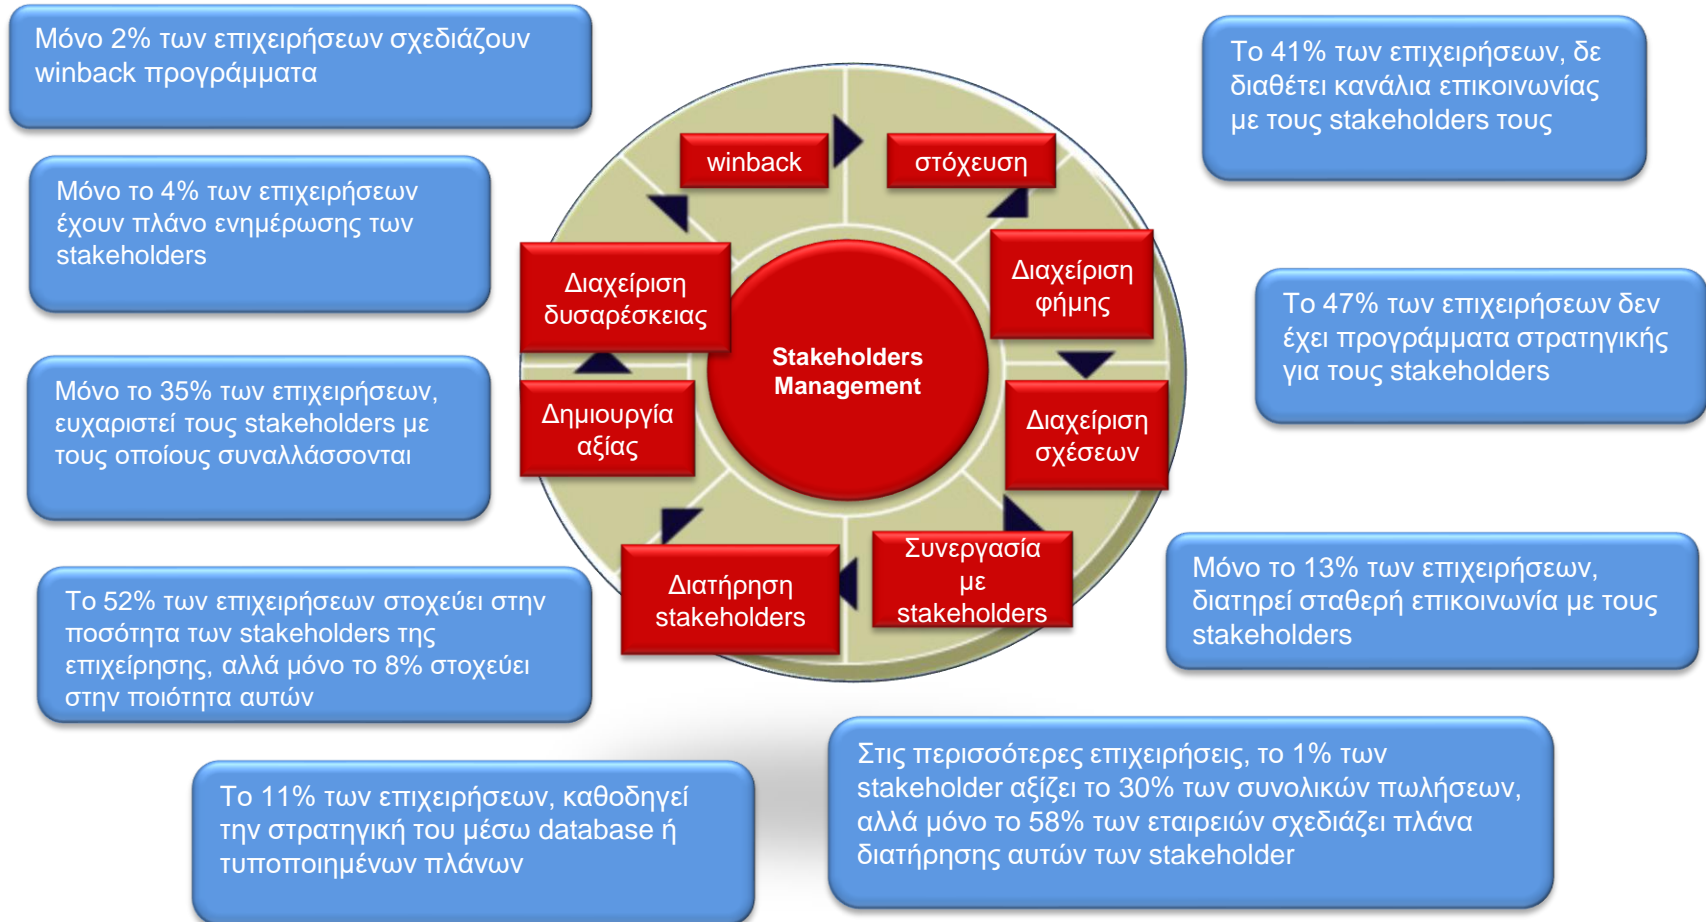 Μόνο 2% των επιχειρήσεων σχεδιάζουν
winback προγράμματα
Το 41% των επιχειρήσεων, δε
διαθέτει κανάλια επικοινωνίας
με τους stakeholders τους
winback
στόχευση
Μόνο το 4% των επιχειρήσεων
έχουν πλάνο ενημέρωσης των
stakeholders
Διαχείριση
δυσαρέσκειας
Διαχείριση
φήμης
Το 47% των επιχειρήσεων δεν
έχει προγράμματα στρατηγικής
για τους stakeholders
Stakeholders
Management
Μόνο το 35% των επιχειρήσεων,
ευχαριστεί τους stakeholders με
τους οποίους συναλλάσσονται
Δημιουργία
αξίας
Διαχείριση
σχέσεων
Διατήρηση
stakeholders
Συνεργασία
με
stakeholders
Μόνο το 13% των επιχειρήσεων,
διατηρεί σταθερή επικοινωνία με τους
stakeholders
Το 52% των επιχειρήσεων στοχεύει στην
ποσότητα των stakeholders της
επιχείρησης, αλλά μόνο το 8% στοχεύει
στην ποιότητα αυτών
Στις περισσότερες επιχειρήσεις, το 1% των
stakeholder αξίζει το 30% των συνολικών πωλήσεων,
αλλά μόνο το 58% των εταιρειών σχεδιάζει πλάνα
διατήρησης αυτών των stakeholder
Το 11% των επιχειρήσεων, καθοδηγεί
την στρατηγική του μέσω database ή
τυποποιημένων πλάνων